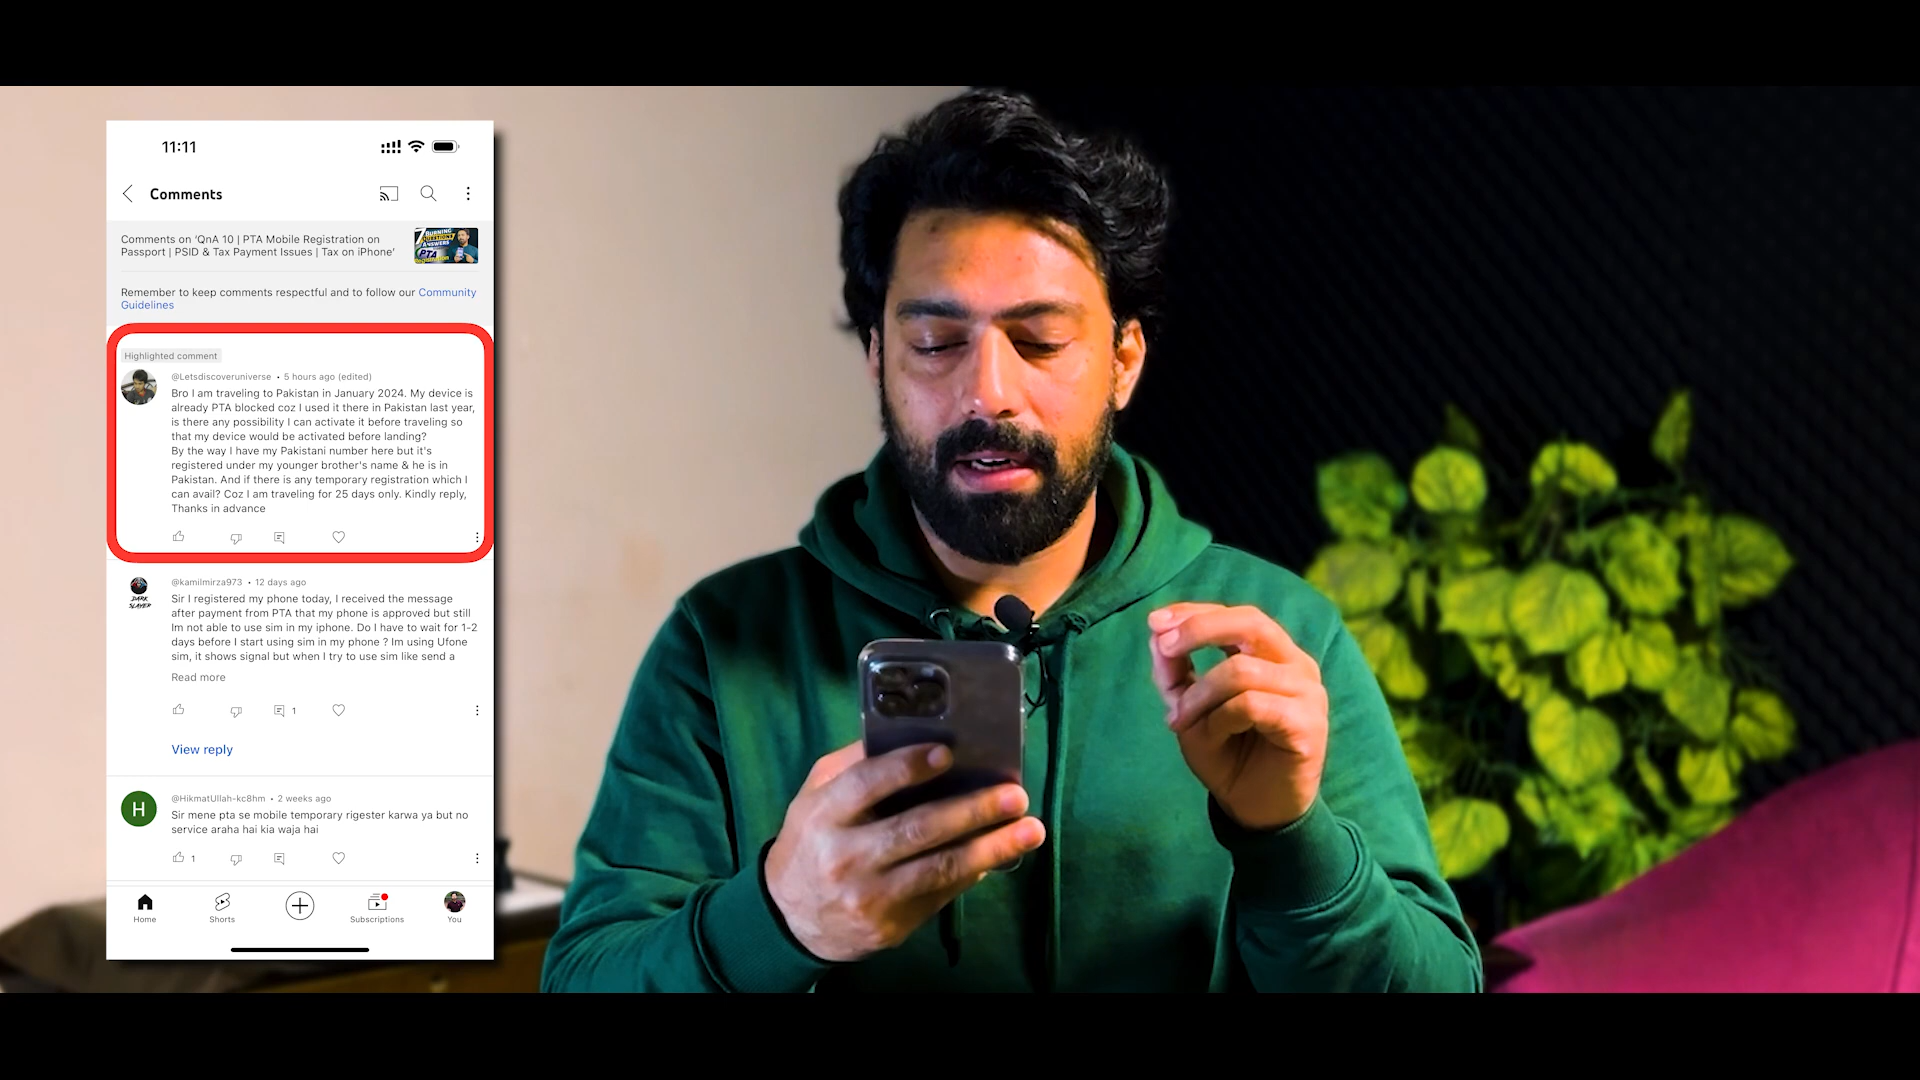 11:11
Comments
Comments on 'QnA 10 | PTA Mobile Registration on
Passport | PSID & Tax Payment Issues | Tax on iPhone'
7 BURNING
QUESTIONS
ANSWERS
PTA
Remember to keep comments respectful and to follow our Community
Guidelines
Highlighted comment
@Letsdiscoveruniverse • 5 hours ago (edited)
Bro I am traveling to Pakistan in January 2024. My device is
already PTA blocked coz I used it there in Pakistan last year,
is there any possibility I can activate it before traveling so
that my device would be activated before landing?
By the way I have my Pakistani number here but it's
registered under my younger brother's name & he is in
Pakistan. And if there is any temporary registration which I
can avail? Coz I am traveling for 25 days only. Kindly reply,
Thanks in advance
DARK
SLAYER
@kamilmirza973 • 12 days ago
Sir I registered my phone today, I received the message
after payment from PTA that my phone is approved but still
Im not able to use sim in my iphone. Do I have to wait for 1-2
days before I start using sim in my phone ? Im using Ufone
sim, it shows signal but when I try to use sim like send a
Read more
1
View reply
H
@HikmatUllah-kc8hm • 2 weeks ago
Sir mene pta se mobile temporary rigester karwa ya but no
service araha hai kia waja hai
1
Home
Shorts
Subscriptions
You